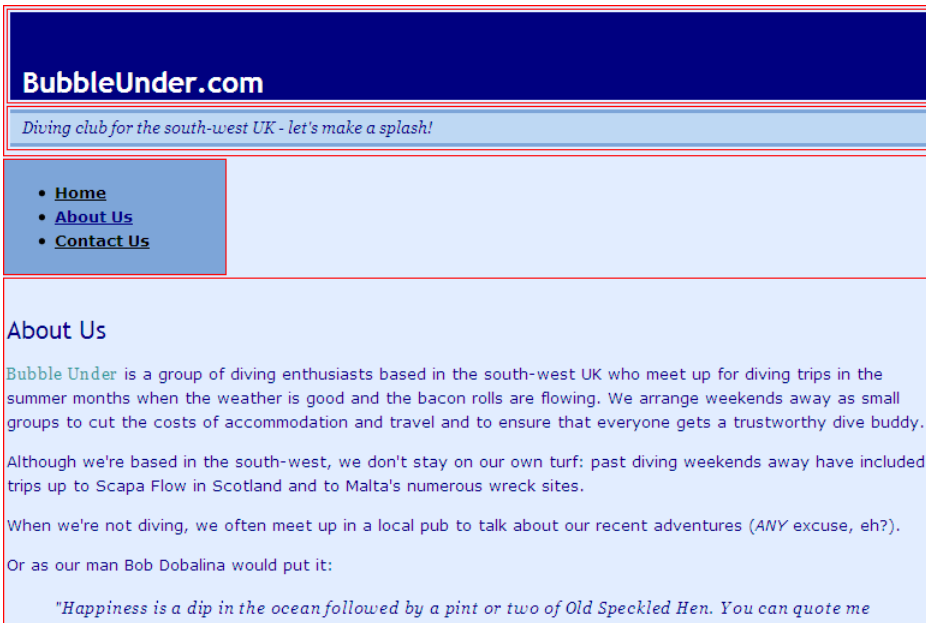 BubbleUnder.com
Diving club for the south-west UK - let's make a splash!
• Home
• About Us
• Contact Us
About Us
Bubble Under is a group of diving enthusiasts based in the south-west UK who meet up for diving trips in the
summer months when the weather is good and the bacon rolls are flowing. We arrange weekends away as small
groups to cut the costs of accommodation and travel and to ensure that everyone gets a trustworthy dive buddy.
Although we're based in the south-west, we don't stay on our own turf: past diving weekends away have included
trips up to Scapa Flow in Scotland and to Malta's numerous wreck sites.
When we're not diving, we often meet up in a local pub to talk about our recent adventures (ANY excuse, eh?).
Or as our man Bob Dobalina would put it:
"Happiness is a dip in the ocean followed by a pint or two of Old Speckled Hen. You can quote me